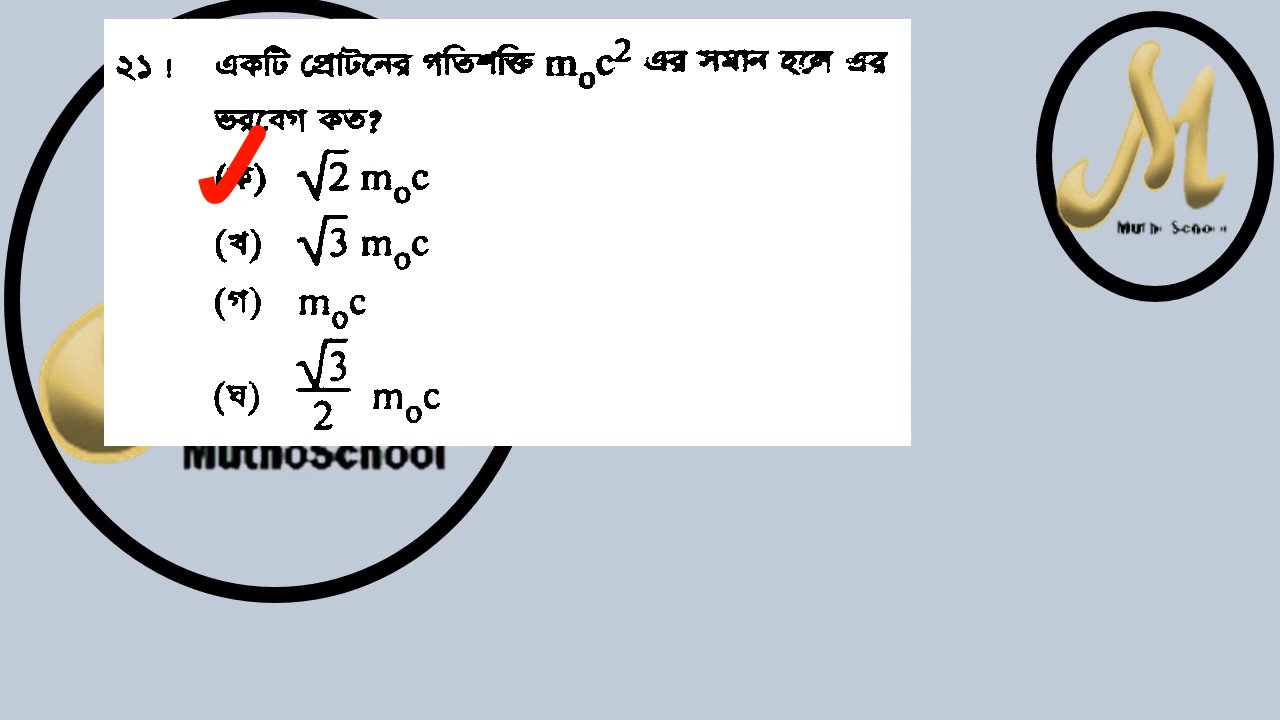 ২১। একটি প্রোটনের গতিশক্তি m₀c² এর সমান হলে এর
ভরবেগ কত?
(ক) √2 m₀c
(খ) √3 m₀c
(গ) m₀c
(ঘ) √3/2 m₀c
MuthoSchool